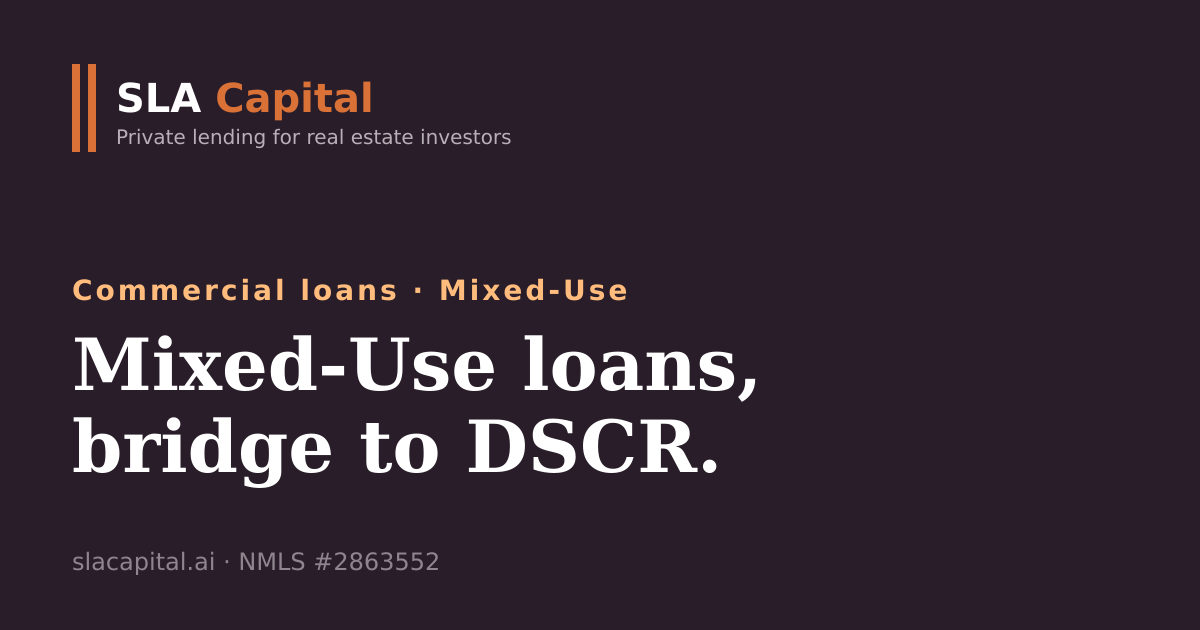 SLA Capital
Private lending for real estate investors
Commercial loans · Mixed-Use
Mixed-Use loans,
bridge to DSCR.
slacapital.ai · NMLS #2863552